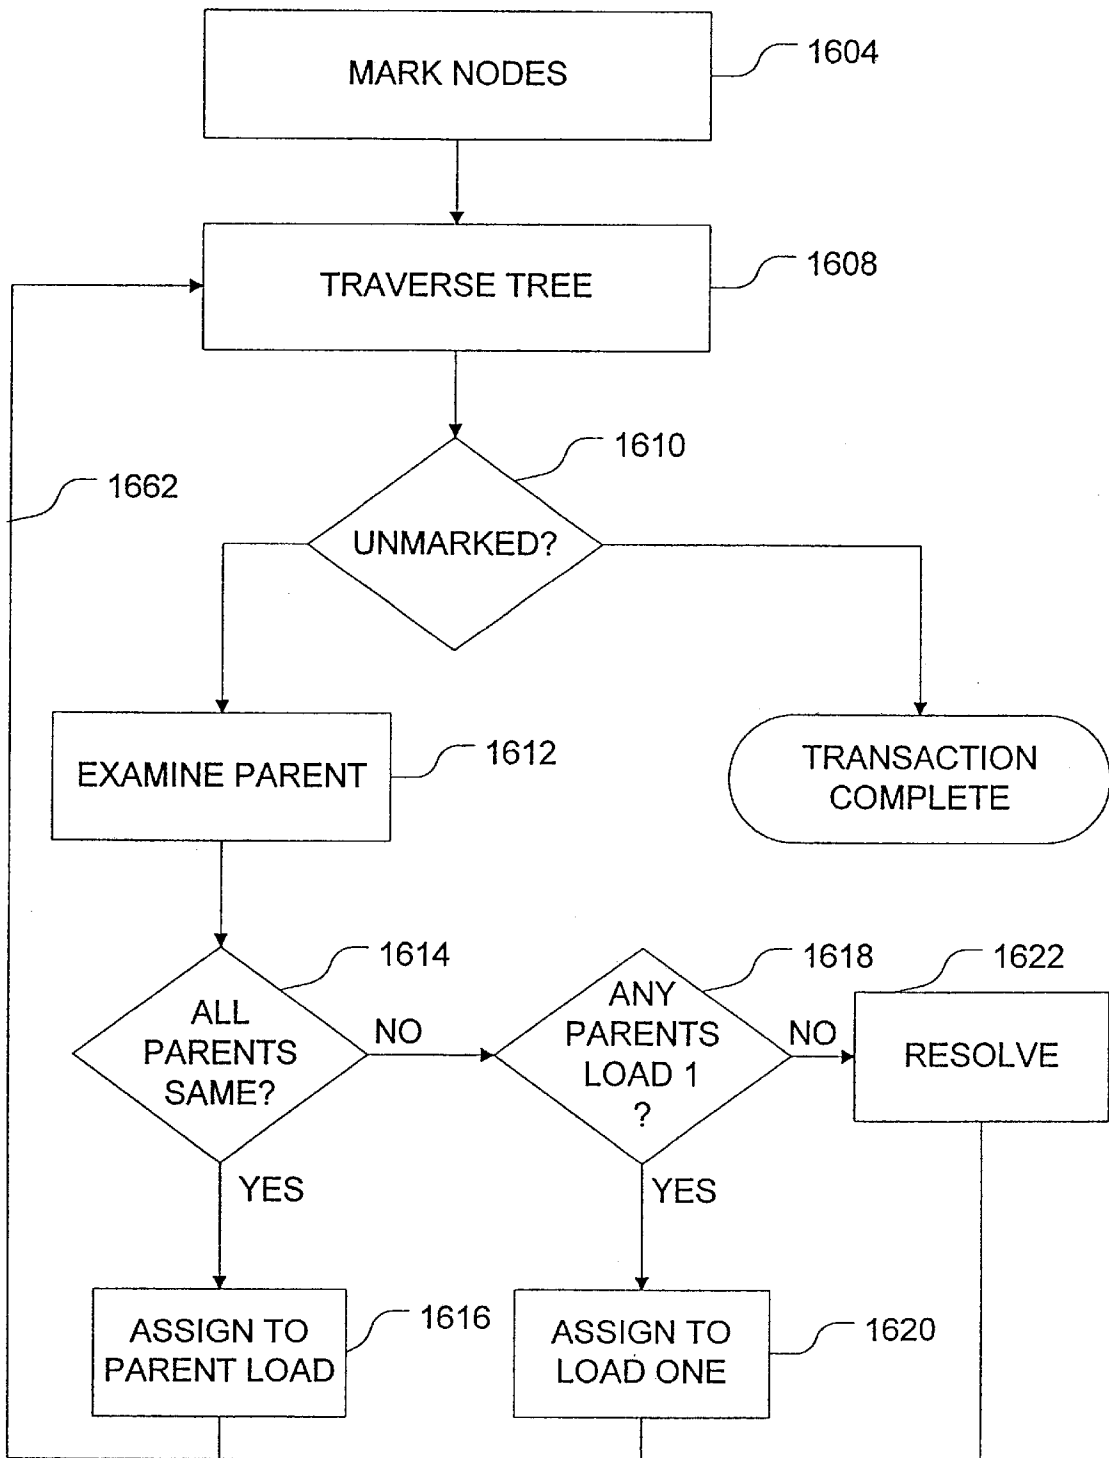 MARK NODES
1604
TRAVERSE TREE
1608
1610
UNMARKED?
1662
EXAMINE PARENT
1612
TRANSACTION
COMPLETE
1614
ALL
PARENTS
SAME?
NO
1618
ANY
PARENTS
LOAD 1
?
NO
1622
RESOLVE
YES
YES
ASSIGN TO
PARENT LOAD
1616
ASSIGN TO
LOAD ONE
1620